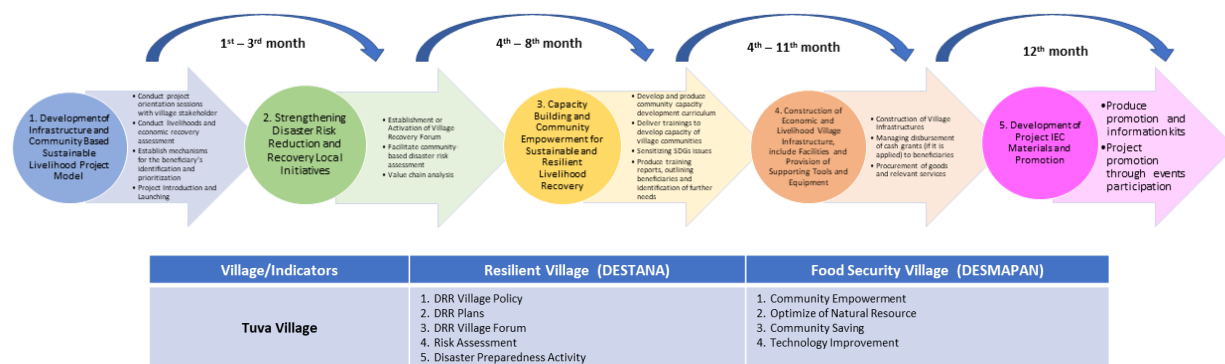 1st – 3rd month
4th – 8th month
4th – 11th month
12th month
1. Development of
Infrastructure and
Community Based
Sustainable
Livelihood Project
Model
• Conduct project
orientation sessions
with village stakeholder
• Conduct livelihoods and
economic recovery
assessment
• Establish mechanisms for
the beneficiary's
identification and
prioritization
• Project Introduction and
Launching
2. Strengthening
Disaster Risk
Reduction and
Recovery Local
Initiatives
• Establishment or
Activation of Village
Recovery Forum
• Facilitate community-
based disaster risk
assessment
• Value chain analysis
3. Capacity
Building and
Community
Empowerment for
Sustainable and
Resilient
Livelihood
Recovery
• Develop and produce
community capacity
development curriculum
• Deliver trainings to
develop capacity of
village communities
• Sensitizing SDGs issues
• Produce training
reports, outlining
beneficiaries and
identification of further
needs
4. Construction of
Economic and
Livelihood Village
Infrastructure,
include Facilities and
Provision of
Supporting Tools and
Equipment
• Construction of Village
Infrastructures
• Managing disbursement
of cash grants (if it is
applied) to beneficiaries
• Procurement of goods
and relevant services
5. Development of
Project IEC
Materials and
Promotion
• Produce
promotion and
information kits
• Project
promotion
through events
participation
Village/Indicators
Resilient Village (DESTANA)
Food Security Village (DESMAPAN)
Tuva Village
1. DRR Village Policy
2. DRR Plans
3. DRR Village Forum
4. Risk Assessment
5. Disaster Preparedness Activity
1. Community Empowerment
2. Optimize of Natural Resource
3. Community Saving
4. Technology Improvement